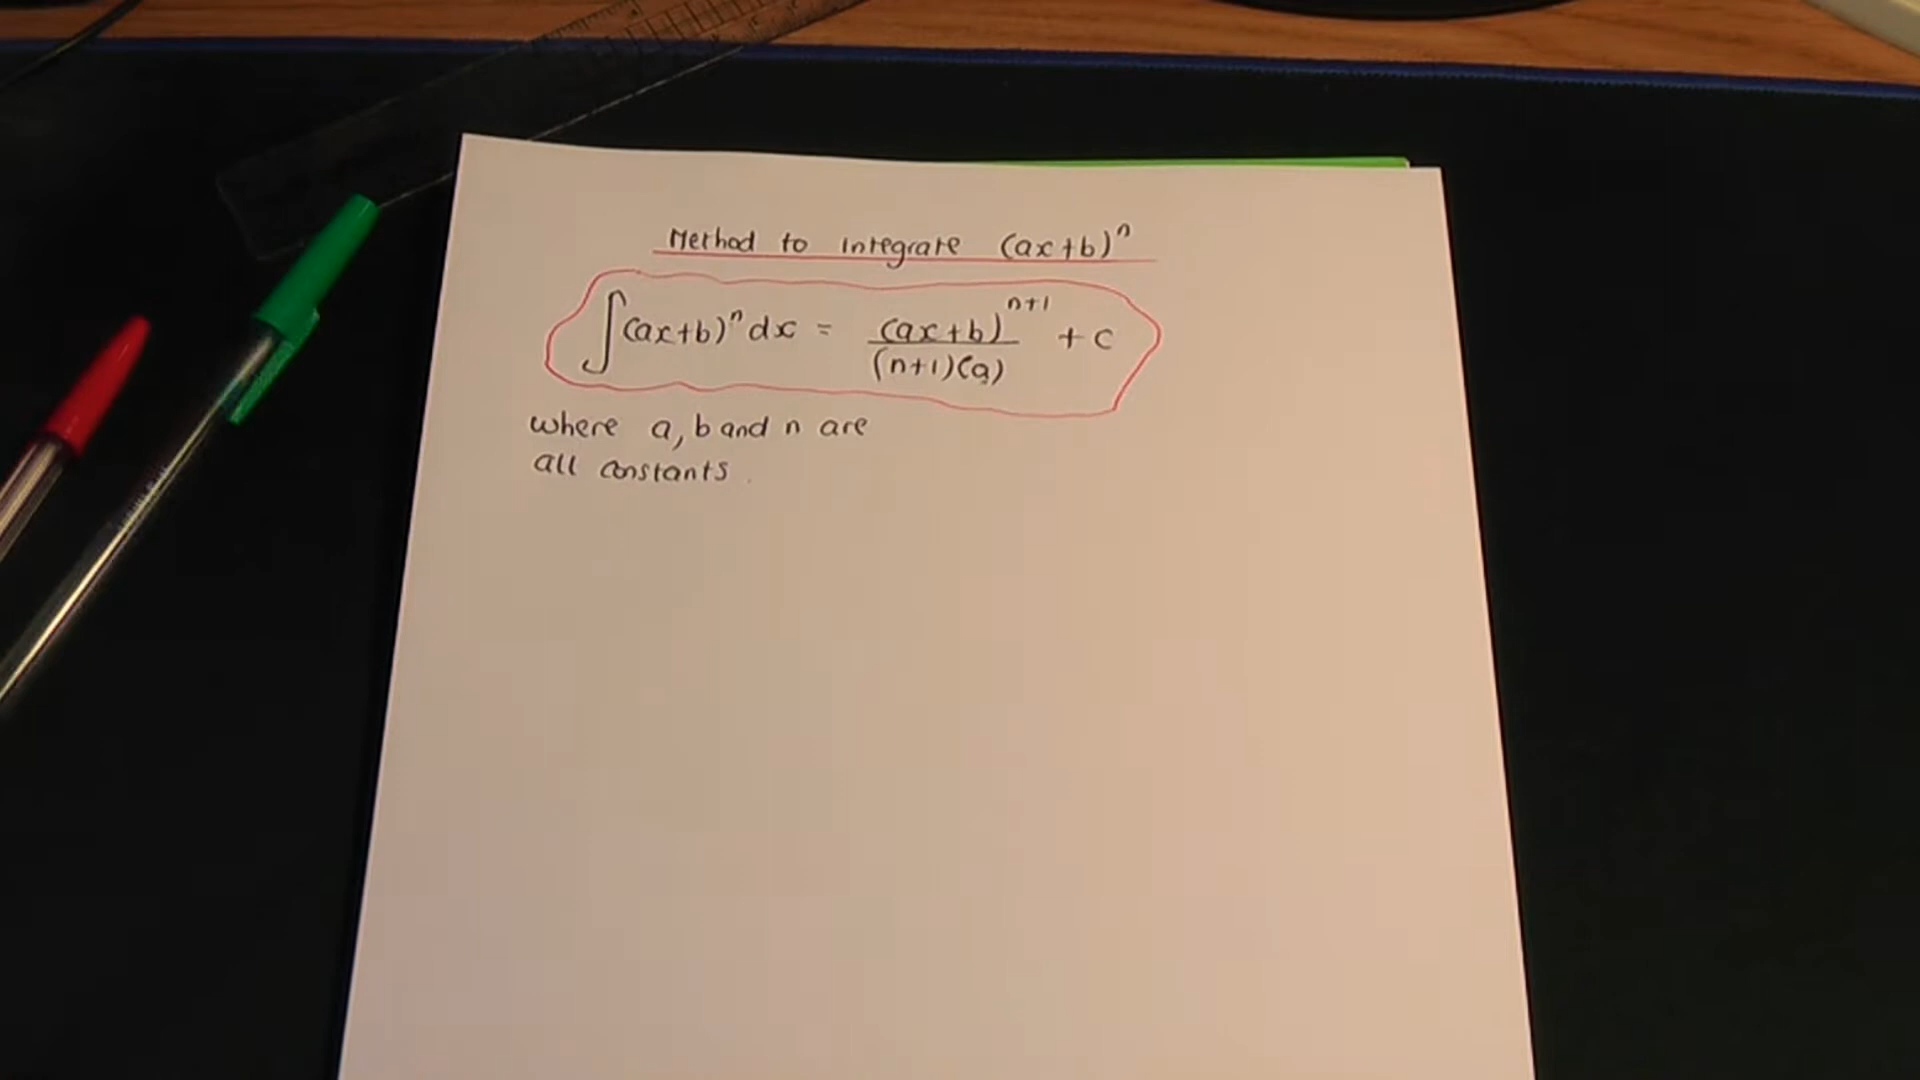 Method to integrate (ax+b)^n
∫(ax+b)^n dx = (ax+b)^(n+1) / (n+1)(a) + c
where a, b and n are
all constants.